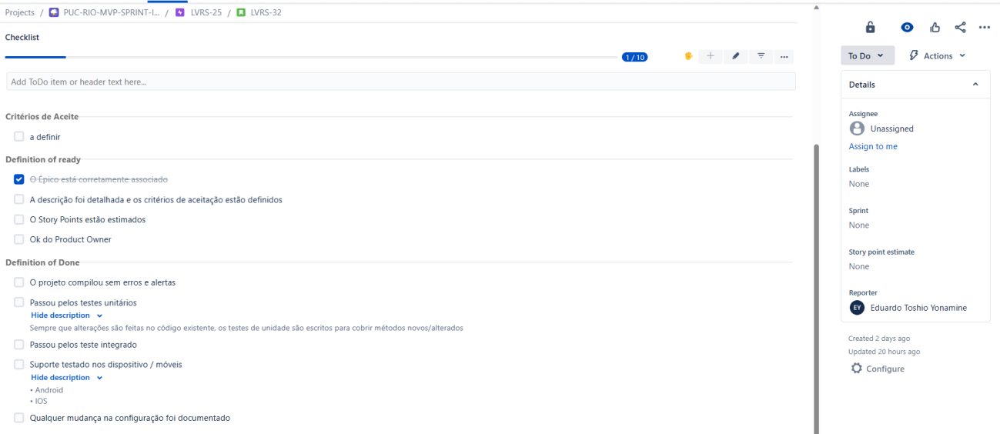 Projects / PUC-RIO-MVP-SPRINT-I... / LVRS-25 / LVRS-32
Checklist
1 / 10
Add ToDo item or header text here...
Critérios de Aceite
a definir
Definition of ready
O Épico está corretamente associado
A descrição foi detalhada e os critérios de aceitação estão definidos
O Story Points estão estimados
Ok do Product Owner
Definition of Done
O projeto compilou sem erros e alertas
Passou pelos testes unitários
Hide description
Sempre que alterações são feitas no código existente, os testes de unidade são escritos para cobrir métodos novos/alterados
Passou pelos teste integrado
Suporte testado nos dispositivo / móveis
Hide description
• Android
• IOS
Qualquer mudança na configuração foi documentado
To Do
Actions
Details
Assignee
Unassigned
Assign to me
Labels
None
Sprint
None
Story point estimate
None
Reporter
EY Eduardo Toshio Yonamine
Created 2 days ago
Updated 20 hours ago
Configure